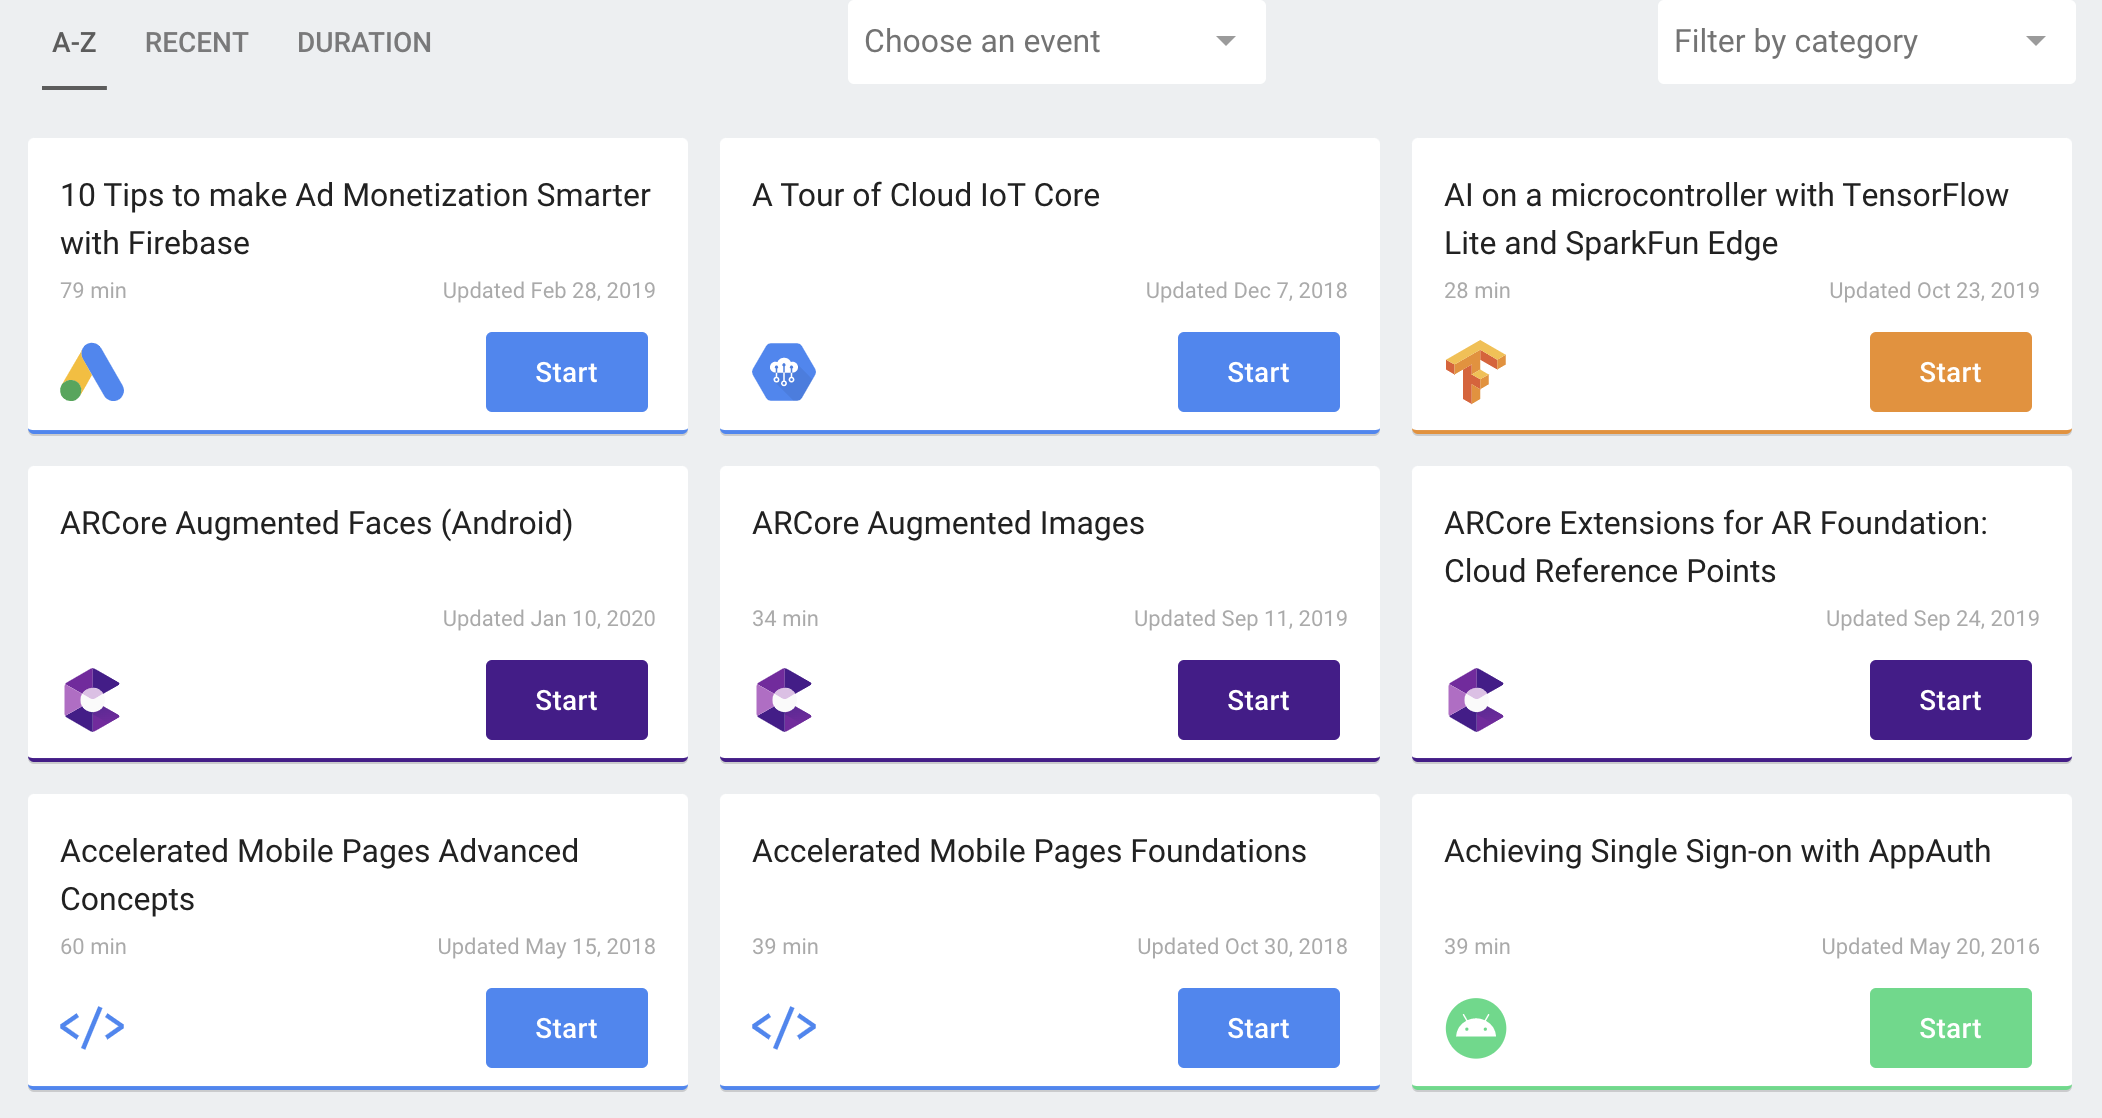 A-Z RECENT DURATION Choose an event Filter by category
10 Tips to make Ad Monetization Smarter
with Firebase
79 min Updated Feb 28, 2019
Start
A Tour of Cloud IoT Core
Updated Dec 7, 2018
Start
AI on a microcontroller with TensorFlow
Lite and SparkFun Edge
28 min Updated Oct 23, 2019
Start
ARCore Augmented Faces (Android)
Updated Jan 10, 2020
Start
ARCore Augmented Images
34 min Updated Sep 11, 2019
Start
ARCore Extensions for AR Foundation:
Cloud Reference Points
Updated Sep 24, 2019
Start
Accelerated Mobile Pages Advanced
Concepts
60 min Updated May 15, 2018
</>
Start
Accelerated Mobile Pages Foundations
39 min Updated Oct 30, 2018
</>
Start
Achieving Single Sign-on with AppAuth
39 min Updated May 20, 2016
Start